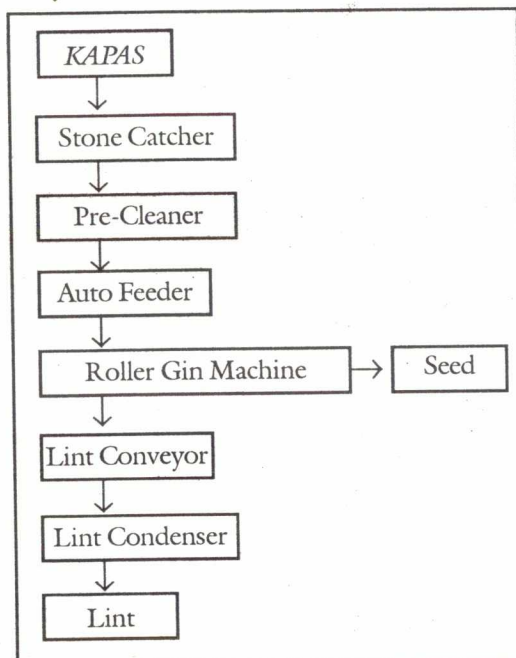 KAPAS
Stone Catcher
Pre-Cleaner
Auto Feeder
Roller Gin Machine
Seed
Lint Conveyor
Lint Condenser
Lint